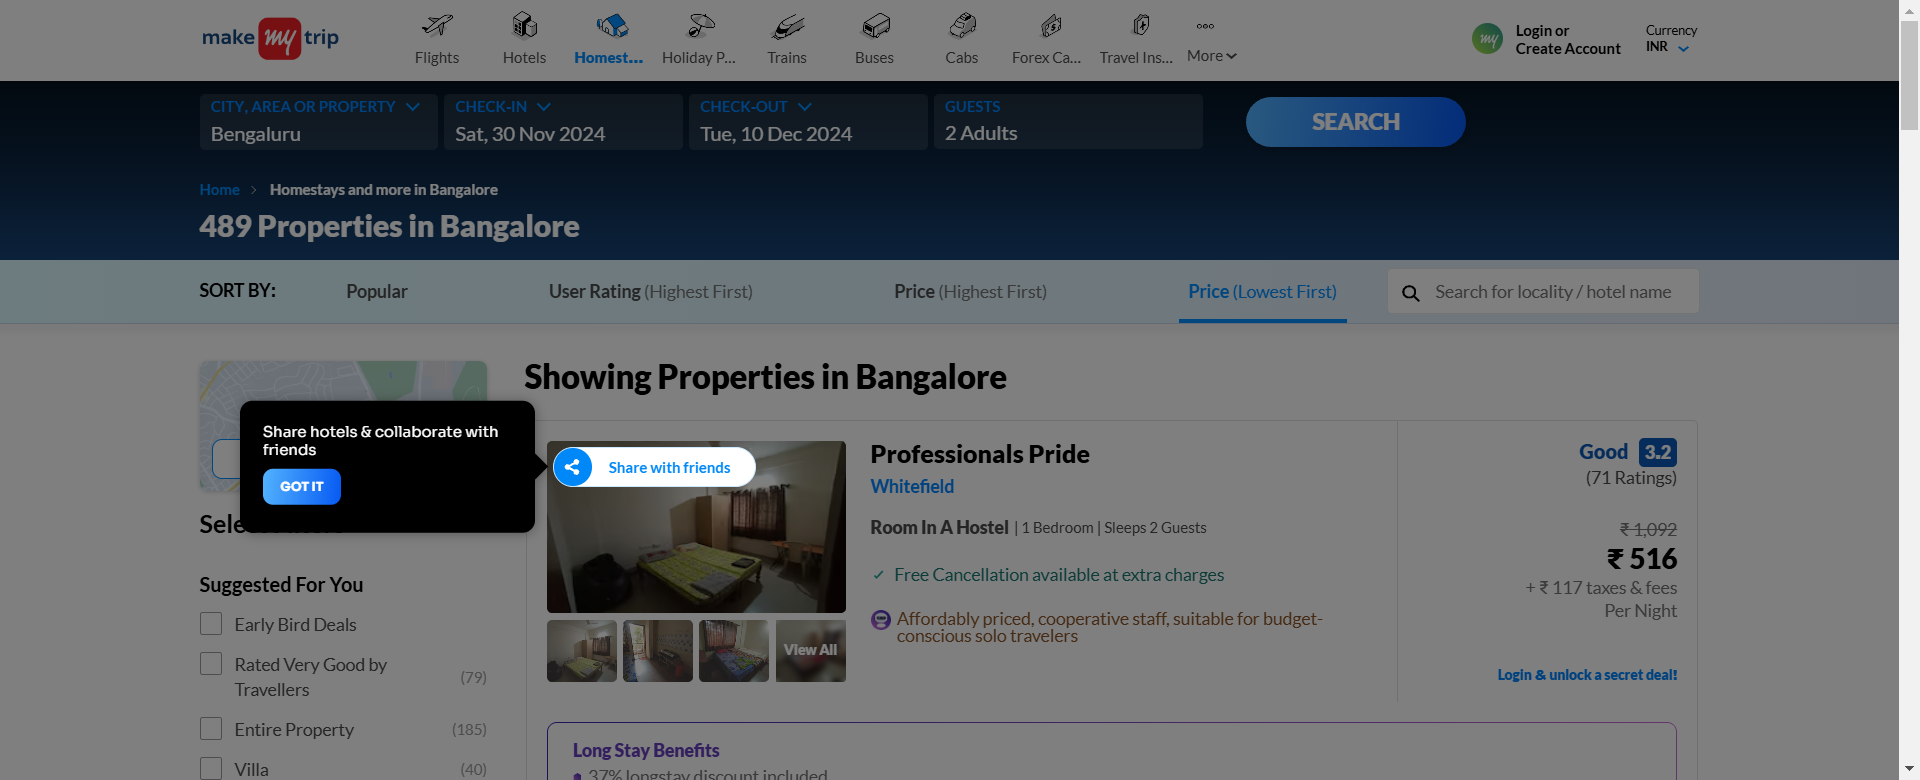 make my trip
Flights
Hotels
Homest...
Holiday P...
Trains
Buses
Cabs
Forex Ca...
Travel Ins...
More
my
Login or
Create Account
Currency
INR
CITY, AREA OR PROPERTY
Bengaluru
CHECK-IN
Sat, 30 Nov 2024
CHECK-OUT
Tue, 10 Dec 2024
GUESTS
2 Adults
SEARCH
Home > Homestays and more in Bangalore
489 Properties in Bangalore
SORT BY:
Popular
User Rating (Highest First)
Price (Highest First)
Price (Lowest First)
Search for locality / hotel name
Showing Properties in Bangalore
Share hotels & collaborate with
friends
GOT IT
Share with friends
Professionals Pride
Whitefield
Room In A Hostel | 1 Bedroom | Sleeps 2 Guests
✓ Free Cancellation available at extra charges
Affordably priced, cooperative staff, suitable for budget-
conscious solo travelers
View All
Good 3.2
(71 Ratings)
₹ 1,092
₹ 516
+ ₹ 117 taxes & fees
Per Night
Login & unlock a secret deal!
Suggested For You
Early Bird Deals
Rated Very Good by
Travellers
(79)
Entire Property
(185)
Villa
(40)
Long Stay Benefits
37% longstay discount included